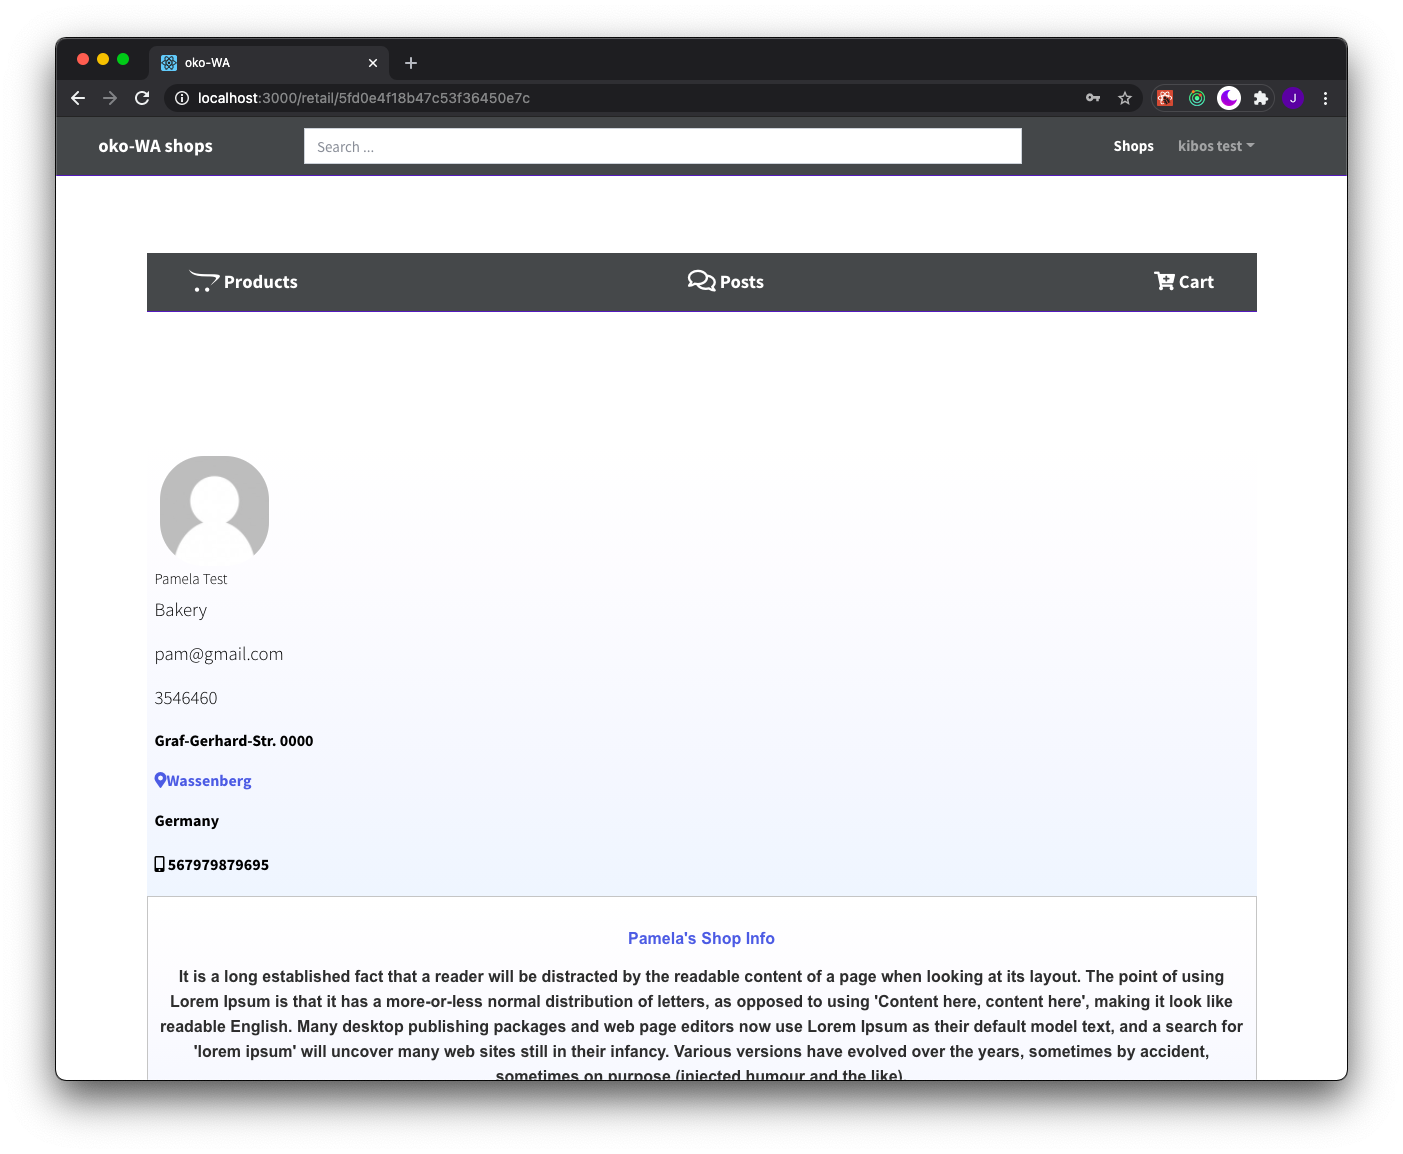 oko-WA
localhost:3000/retail/5fd0e4f18b47c53f36450e7c
J
oko-WA shops
Search ...
Shops
kibos test
Products
Posts
Cart
Pamela Test
Bakery
pam@gmail.com
3546460
Graf-Gerhard-Str. 0000
Wassenberg
Germany
567979879695
Pamela's Shop Info
It is a long established fact that a reader will be distracted by the readable content of a page when looking at its layout. The point of using
Lorem Ipsum is that it has a more-or-less normal distribution of letters, as opposed to using 'Content here, content here', making it look like
readable English. Many desktop publishing packages and web page editors now use Lorem Ipsum as their default model text, and a search for
'lorem ipsum' will uncover many web sites still in their infancy. Various versions have evolved over the years, sometimes by accident,
sometimes on purpose (injected humour and the like).